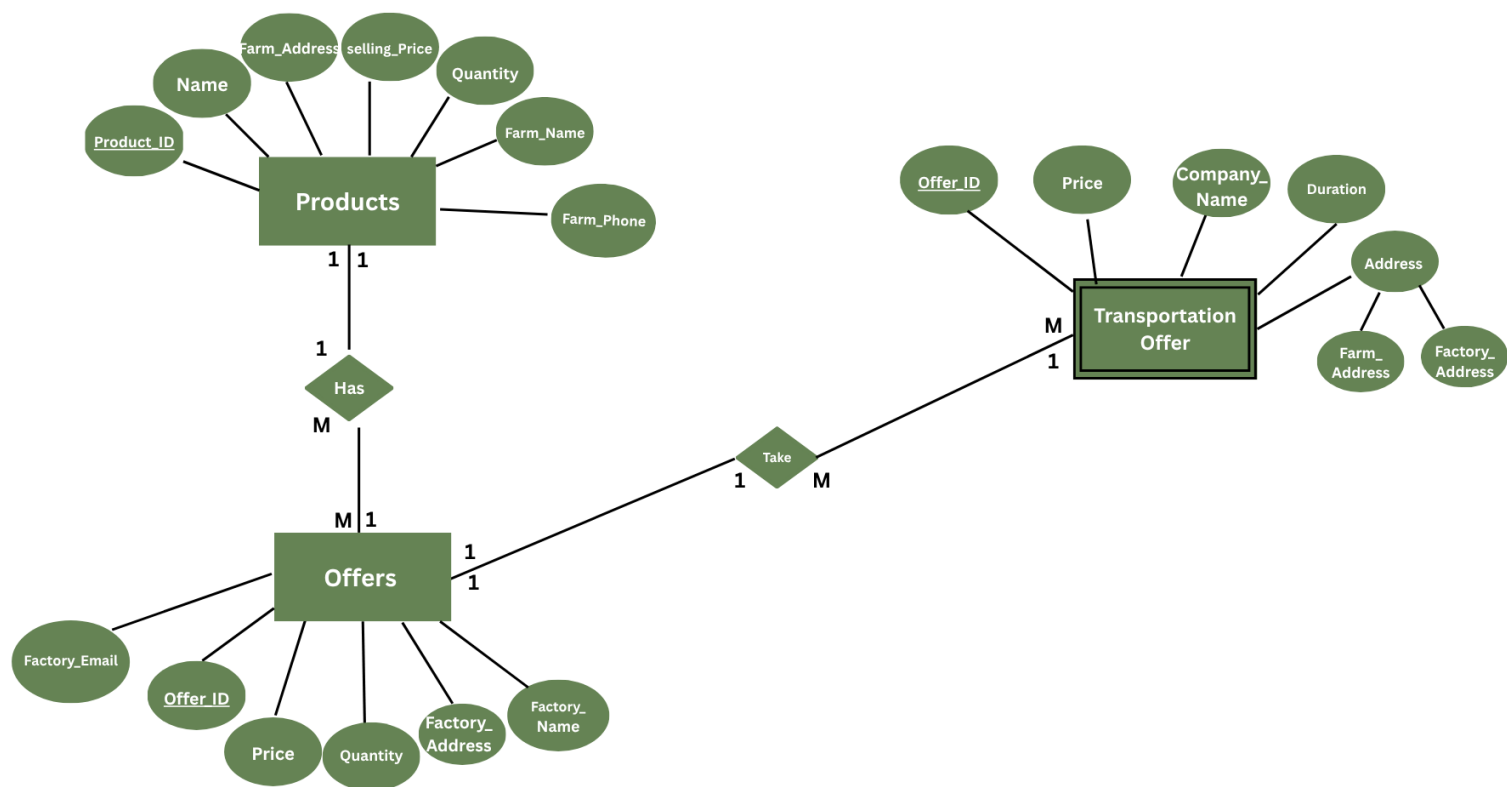 Farm_Address
selling_Price
Quantity
Name
Farm_Name
Product_ID
Products
Farm_Phone
1 1
1
Has
M
M 1
Offers
1
1
Factory_Email
Offer_ID
Price
Quantity
Factory_
Address
Factory_
Name
Take
1 M
M
1
Offer_ID
Price
Company_
Name
Duration
Address
Transportation
Offer
Farm_
Address
Factory_
Address